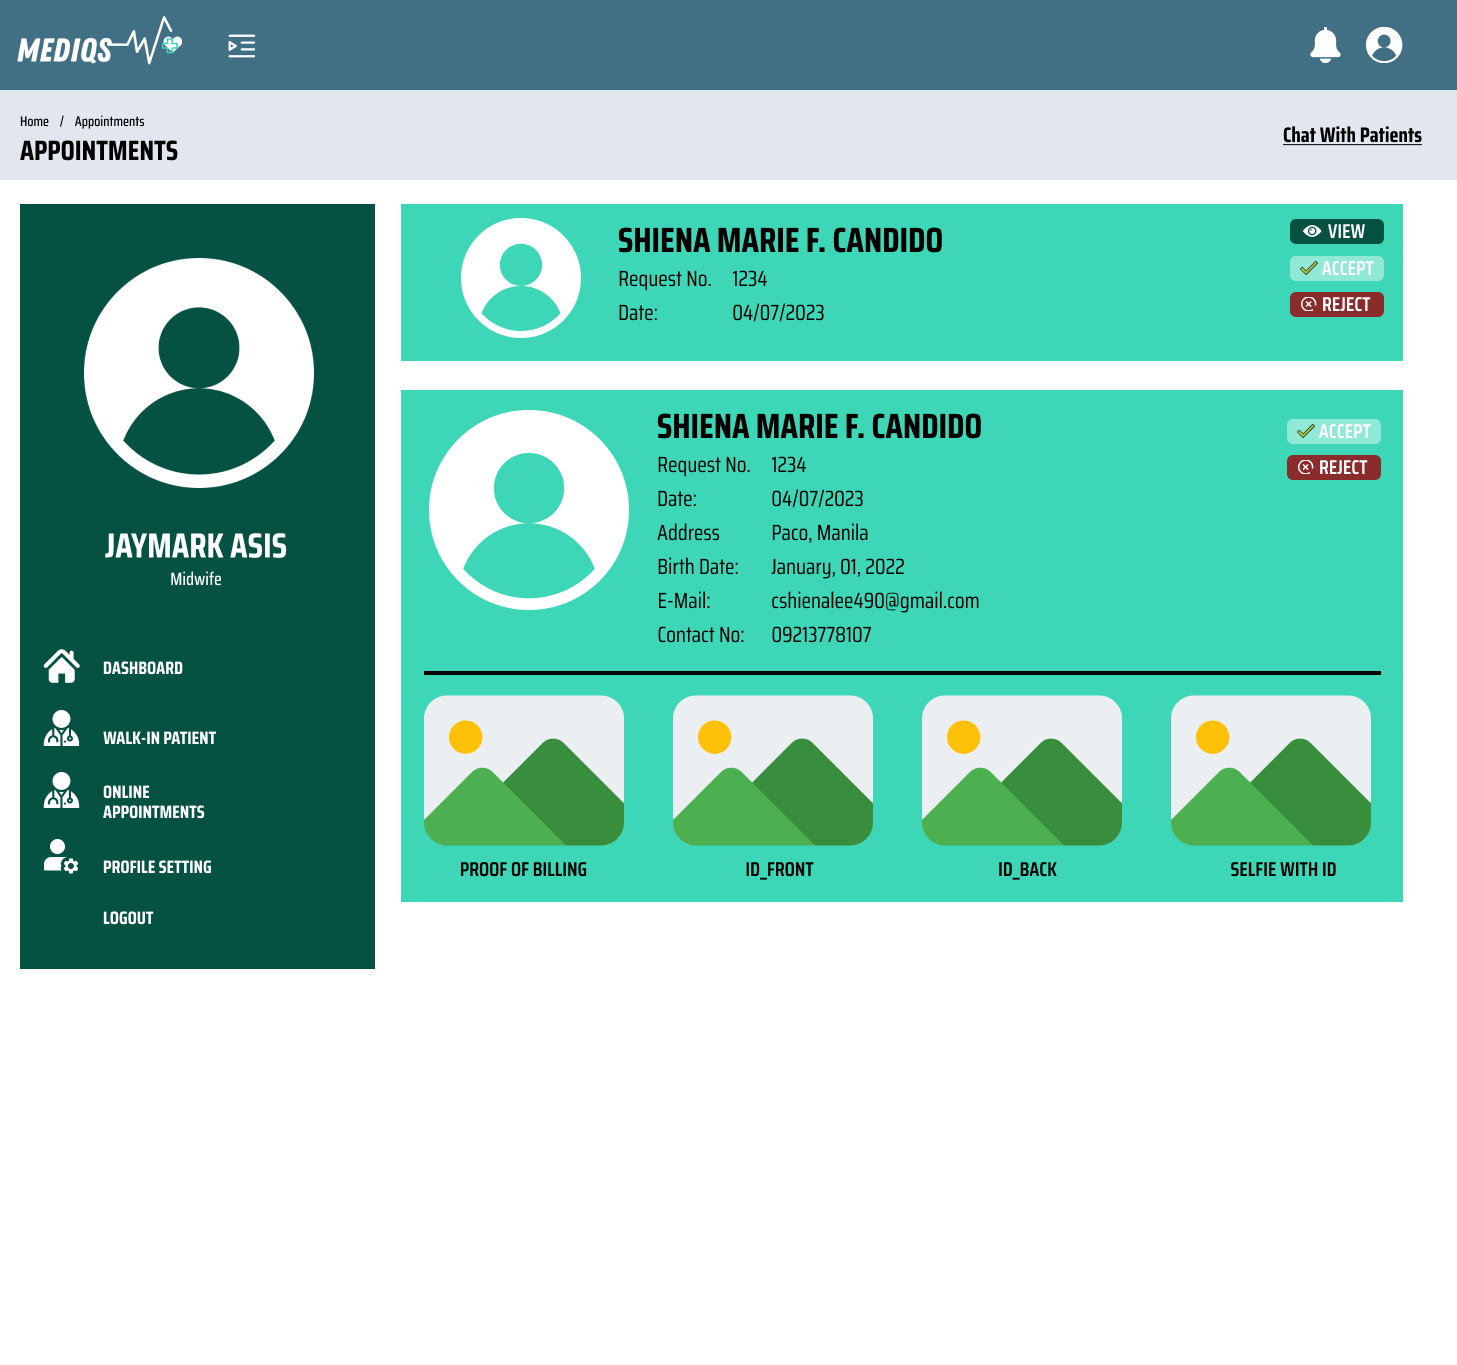 MEDIQS
Home / Appointments
APPOINTMENTS
Chat With Patients
JAYMARK ASIS
Midwife
DASHBOARD
WALK-IN PATIENT
ONLINE
APPOINTMENTS
PROFILE SETTING
LOGOUT
SHIENA MARIE F. CANDIDO
Request No. 1234
Date: 04/07/2023
VIEW
ACCEPT
REJECT
SHIENA MARIE F. CANDIDO
Request No. 1234
Date: 04/07/2023
Address Paco, Manila
Birth Date: January, 01, 2022
E-Mail: cshienalee490@gmail.com
Contact No: 09213778107
ACCEPT
REJECT
PROOF OF BILLING
ID_FRONT
ID_BACK
SELFIE WITH ID